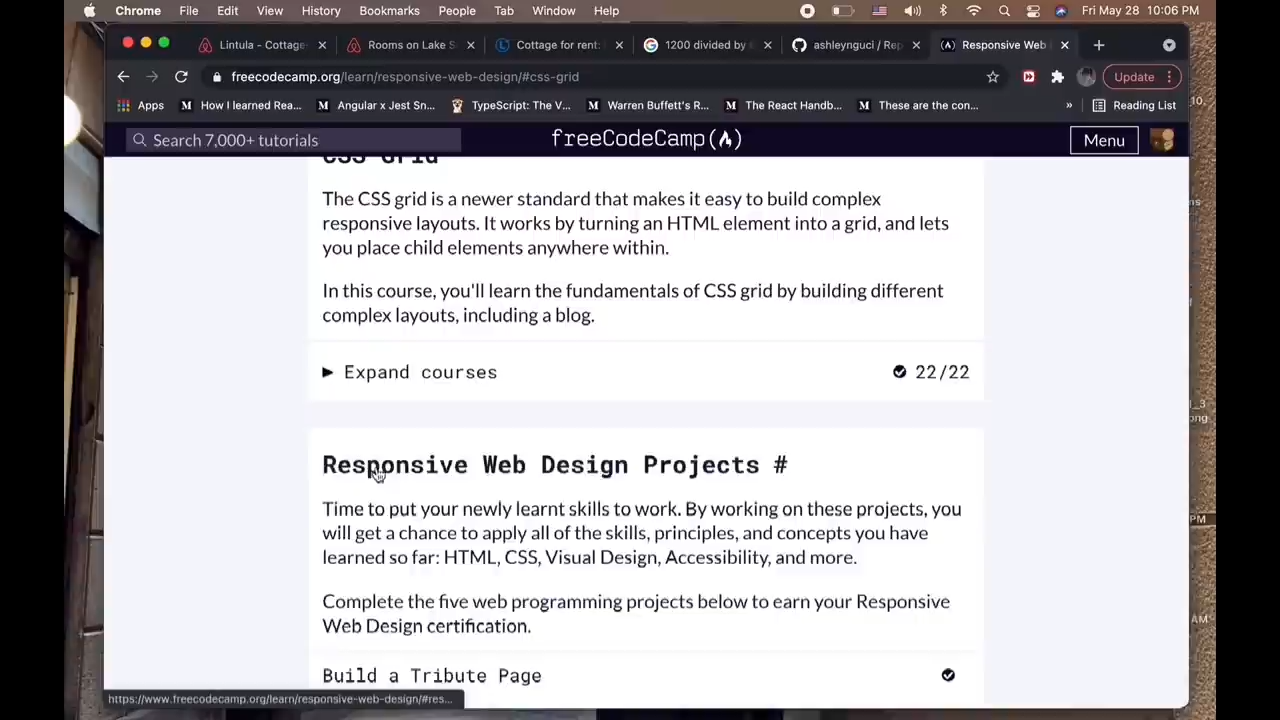 Chrome File Edit View History Bookmarks People Tab Window Help Fri May 28 10:06 PM
Lintula - Cottage Rooms on Lake S Cottage for rent: 1200 divided by ashleynguci / Rep Responsive Web
freecodecamp.org/learn/responsive-web-design/#css-grid Update
Apps How I learned Rea... Angular x Jest Sn... TypeScript: The V... Warren Buffett's R... The React Handb... These are the con... » Reading List
Search 7,000+ tutorials freeCodeCamp Menu
CSS Grid
The CSS grid is a newer standard that makes it easy to build complex
responsive layouts. It works by turning an HTML element into a grid, and lets
you place child elements anywhere within.
In this course, you'll learn the fundamentals of CSS grid by building different
complex layouts, including a blog.
Expand courses 22/22
Responsive Web Design Projects #
Time to put your newly learnt skills to work. By working on these projects, you
will get a chance to apply all of the skills, principles, and concepts you have
learned so far: HTML, CSS, Visual Design, Accessibility, and more.
Complete the five web programming projects below to earn your Responsive
Web Design certification.
Build a Tribute Page
https://www.freecodecamp.org/learn/responsive-web-design/#res...